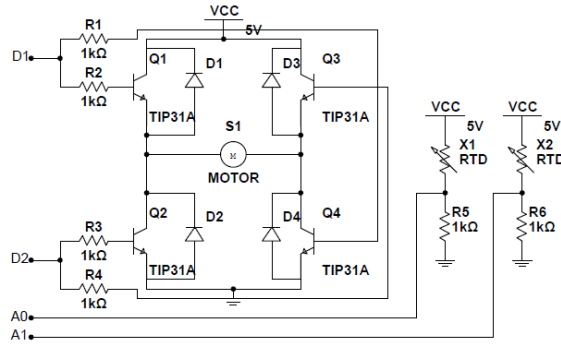 VCC
5V
R1
1kΩ
D1
R2
1kΩ
Q1
D1
D3
Q3
TIP31A
TIP31A
S1
M
MOTOR
VCC
5V
X1
RTD
VCC
5V
X2
RTD
R5
1kΩ
R6
1kΩ
Q2
D2
D4
Q4
R3
1kΩ
D2
R4
1kΩ
TIP31A
TIP31A
A0
A1